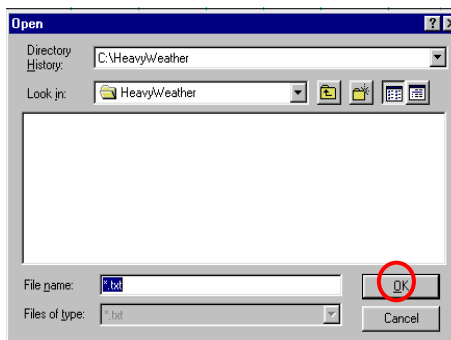 Open
Directory
History:
C:\HeavyWeather
Look in:
HeavyWeather
File name:
*.txt
OK
Files of type:
*.txt
Cancel